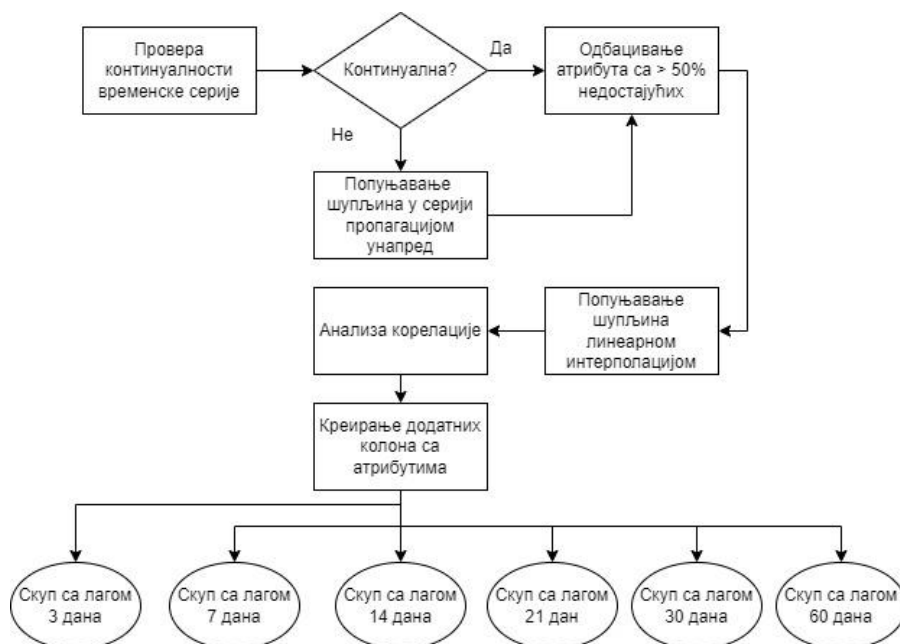 Провера
континуалности
временске серије
Континуална?
Да
Одбацивање
атрибута са > 50%
недостајућих
Не
Попуњавање
шупљина у серији
пропагацијом
унапред
Анализа корелације
Попуњавање
шупљина
линеарном
интерполацијом
Креирање додатних
колона са
атрибутима
Скуп са лагом
3 дана
Скуп са лагом
7 дана
Скуп са лагом
14 дана
Скуп са лагом
21 дан
Скуп са лагом
30 дана
Скуп са лагом
60 дана